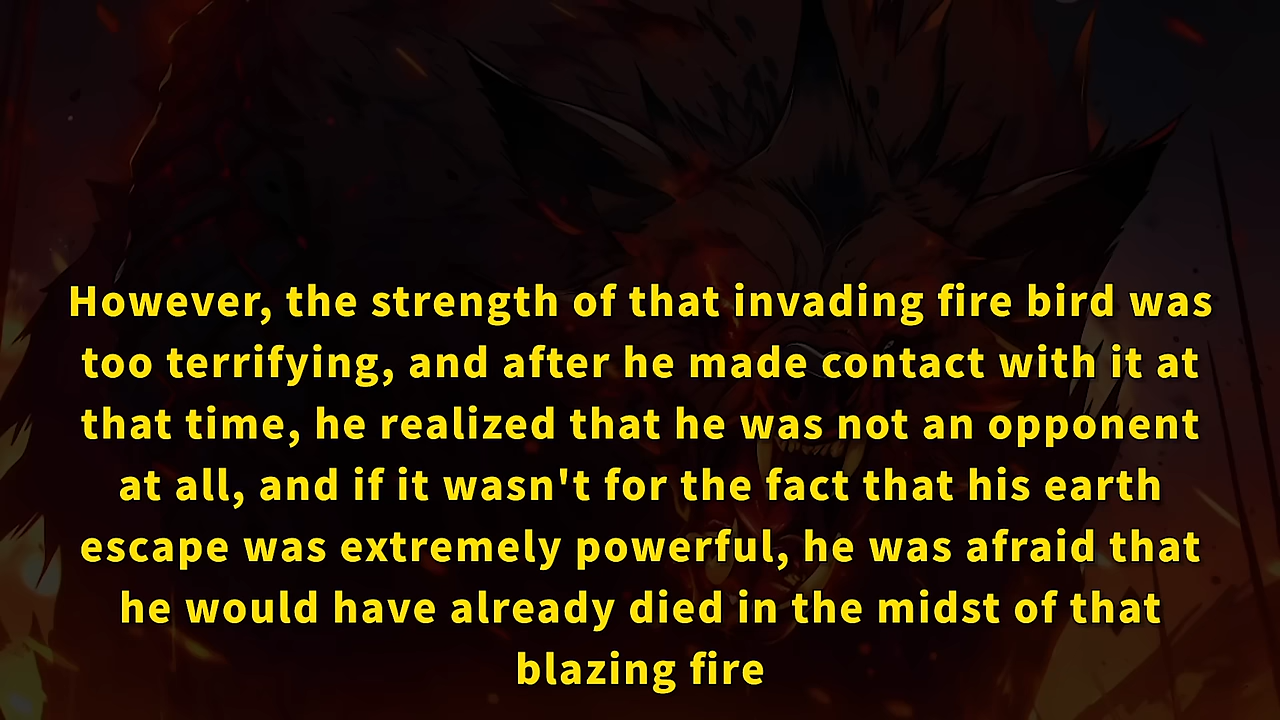 However, the strength of that invading fire bird was
too terrifying, and after he made contact with it at
that time, he realized that he was not an opponent
at all, and if it wasn't for the fact that his earth
escape was extremely powerful, he was afraid that
he would have already died in the midst of that
blazing fire